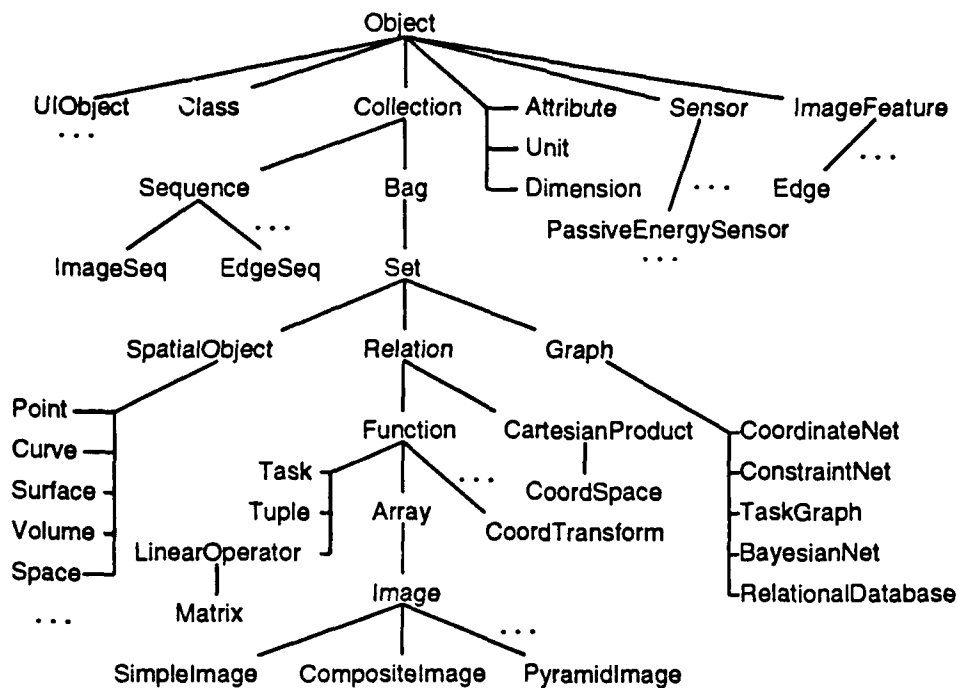 Object
UIObject Class Collection Attribute Sensor ImageFeature
. . . Unit . . .
Sequence Bag Dimension . . . Edge
. . . PassiveEnergySensor
ImageSeq EdgeSeq Set . . .
SpatialObject Relation Graph
Point Function CartesianProduct CoordinateNet
Curve Task . . . ConstraintNet
Surface Tuple Array CoordSpace TaskGraph
Volume LinearOperator CoordTransform BayesianNet
Space Image RelationalDatabase
. . . Matrix . . .
SimpleImage CompositeImage PyramidImage